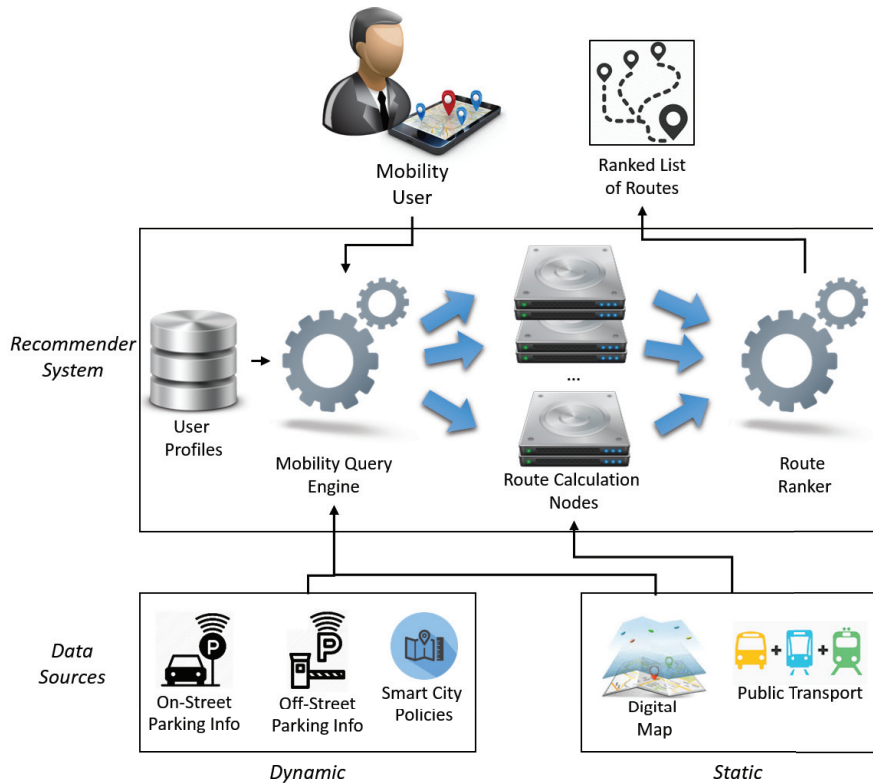 Mobility
User
Ranked List
of Routes
Recommender
System
User
Profiles
Mobility Query
Engine
...
Route Calculation
Nodes
Route
Ranker
Data
Sources
P
On-Street
Parking Info
P
Off-Street
Parking Info
Smart City
Policies
Digital
Map
+ +
Public Transport
Dynamic
Static